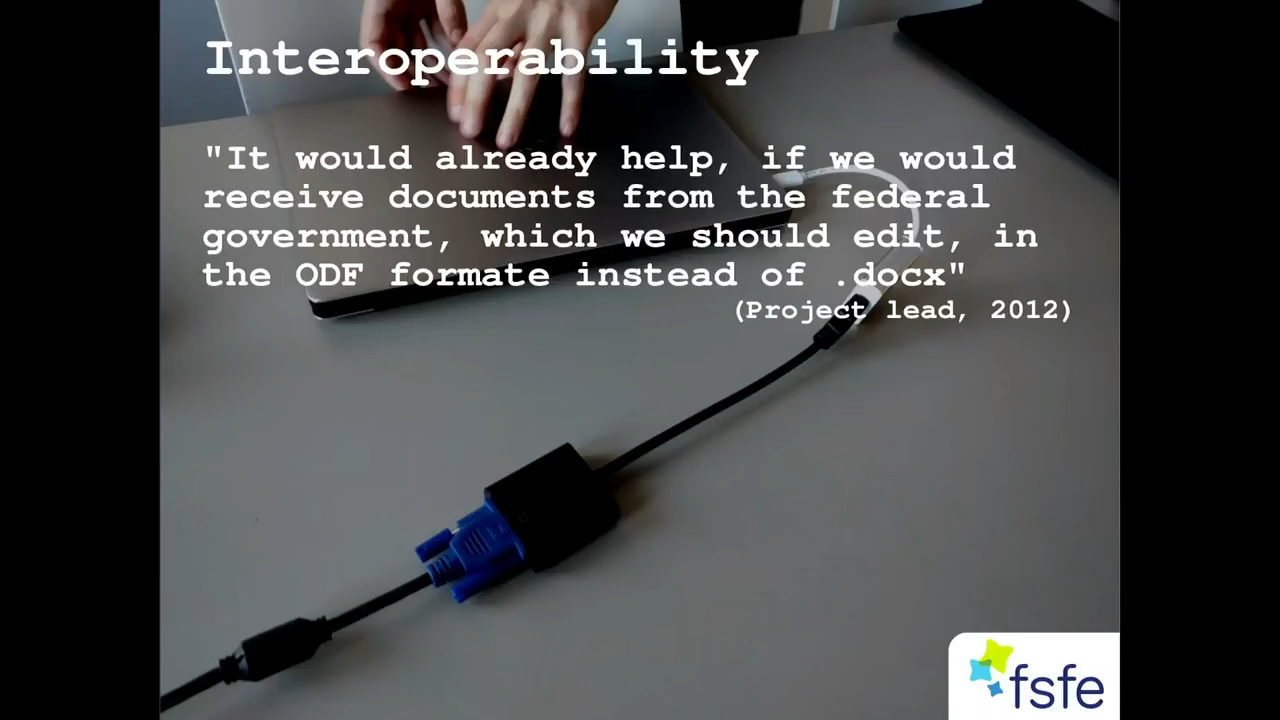 Interoperability
"It would already help, if we would
receive documents from the federal
government, which we should edit, in
the ODF formate instead of .docx"
(Project lead, 2012)
fsfe